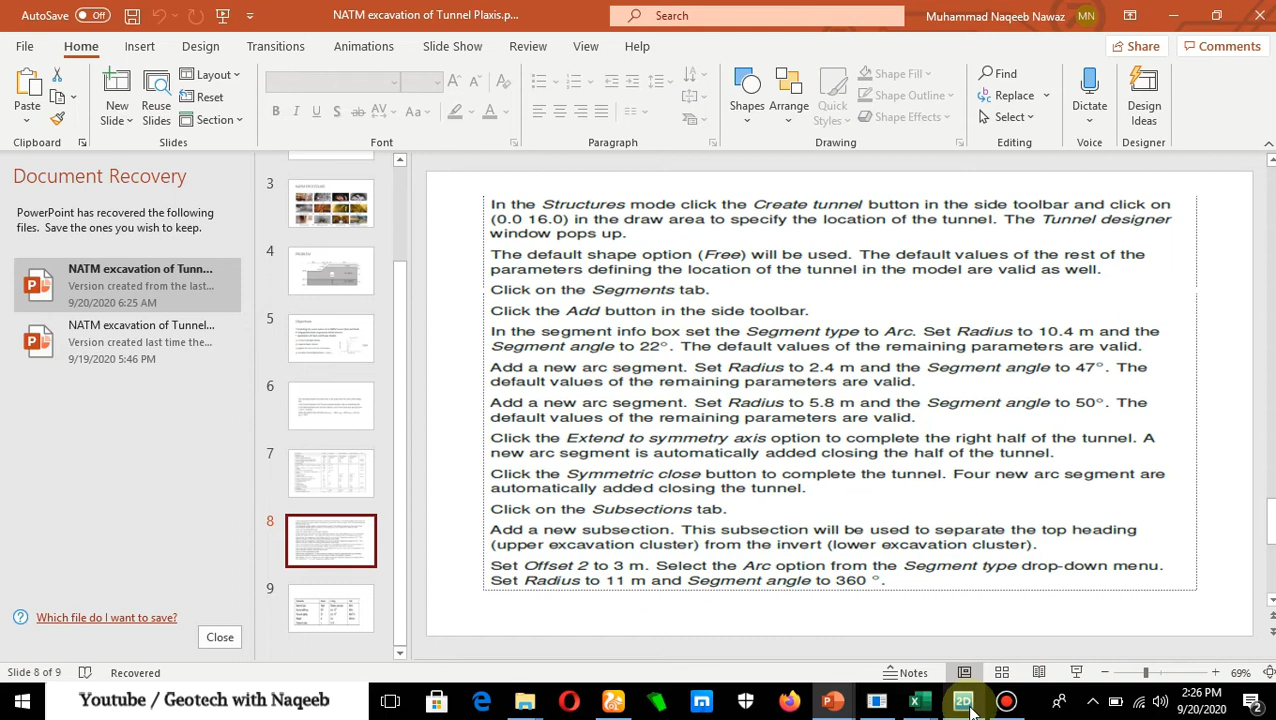 AutoSave Off NATM excavation of Tunnel Plaxis.p... Search Muhammad Naqeeb Nawaz MN
File Home Insert Design Transitions Animations Slide Show Review View Help Share Comments
Paste New Slide Reuse Slides Layout Reset Section Shapes Arrange Quick Styles Shape Fill Shape Outline Shape Effects Find Replace Select Dictate Design Ideas
Clipboard Slides Font Paragraph Drawing Editing Voice Designer
Document Recovery
PowerPoint has recovered the following
files. Save the ones you wish to keep.
NATM excavation of Tunn...
Version created from the last...
9/20/2020 6:25 AM
NATM excavation of Tunnel...
Version created last time the...
9/19/2020 5:46 PM
Which file do I want to save?
Close
3
4
5
6
7
8
9
In the Structures mode click the Create tunnel button in the side toolbar and click on
(0.0 16.0) in the draw area to specify the location of the tunnel. The Tunnel designer
window pops up.
The default shape option (Free) will be used. The default values of the rest of the
parameters defining the location of the tunnel in the model are valid as well.
Click on the Segments tab.
Click the Add button in the side toolbar.
In the segment info box set the Segment type to Arc. Set Radius to 10.4 m and the
Segment angle to 22°. The default values of the remaining parameters are valid.
Add a new arc segment. Set Radius to 2.4 m and the Segment angle to 47°. The
default values of the remaining parameters are valid.
Add a new arc segment. Set Radius to 5.8 m and the Segment angle to 50°. The
default values of the remaining parameters are valid.
Click the Extend to symmetry axis option to complete the right half of the tunnel. A
new arc segment is automatically added closing the half of the tunnel.
Click the Symmetric close button to complete the tunnel. Four new arc segment are
automatically added closing the tunnel.
Click on the Subsections tab.
Add a new subsection. This subsection will be used to separate the top heading
(upper excavation cluster) from the invert (lower excavation cluster).
Set Offset 2 to 3 m. Select the Arc option from the Segment type drop-down menu.
Set Radius to 11 m and Segment angle to 360 °.
Slide 8 of 9 Recovered Notes 69%
Youtube / Geotech with Naqeeb 2D 2:26 PM
9/20/2020 2